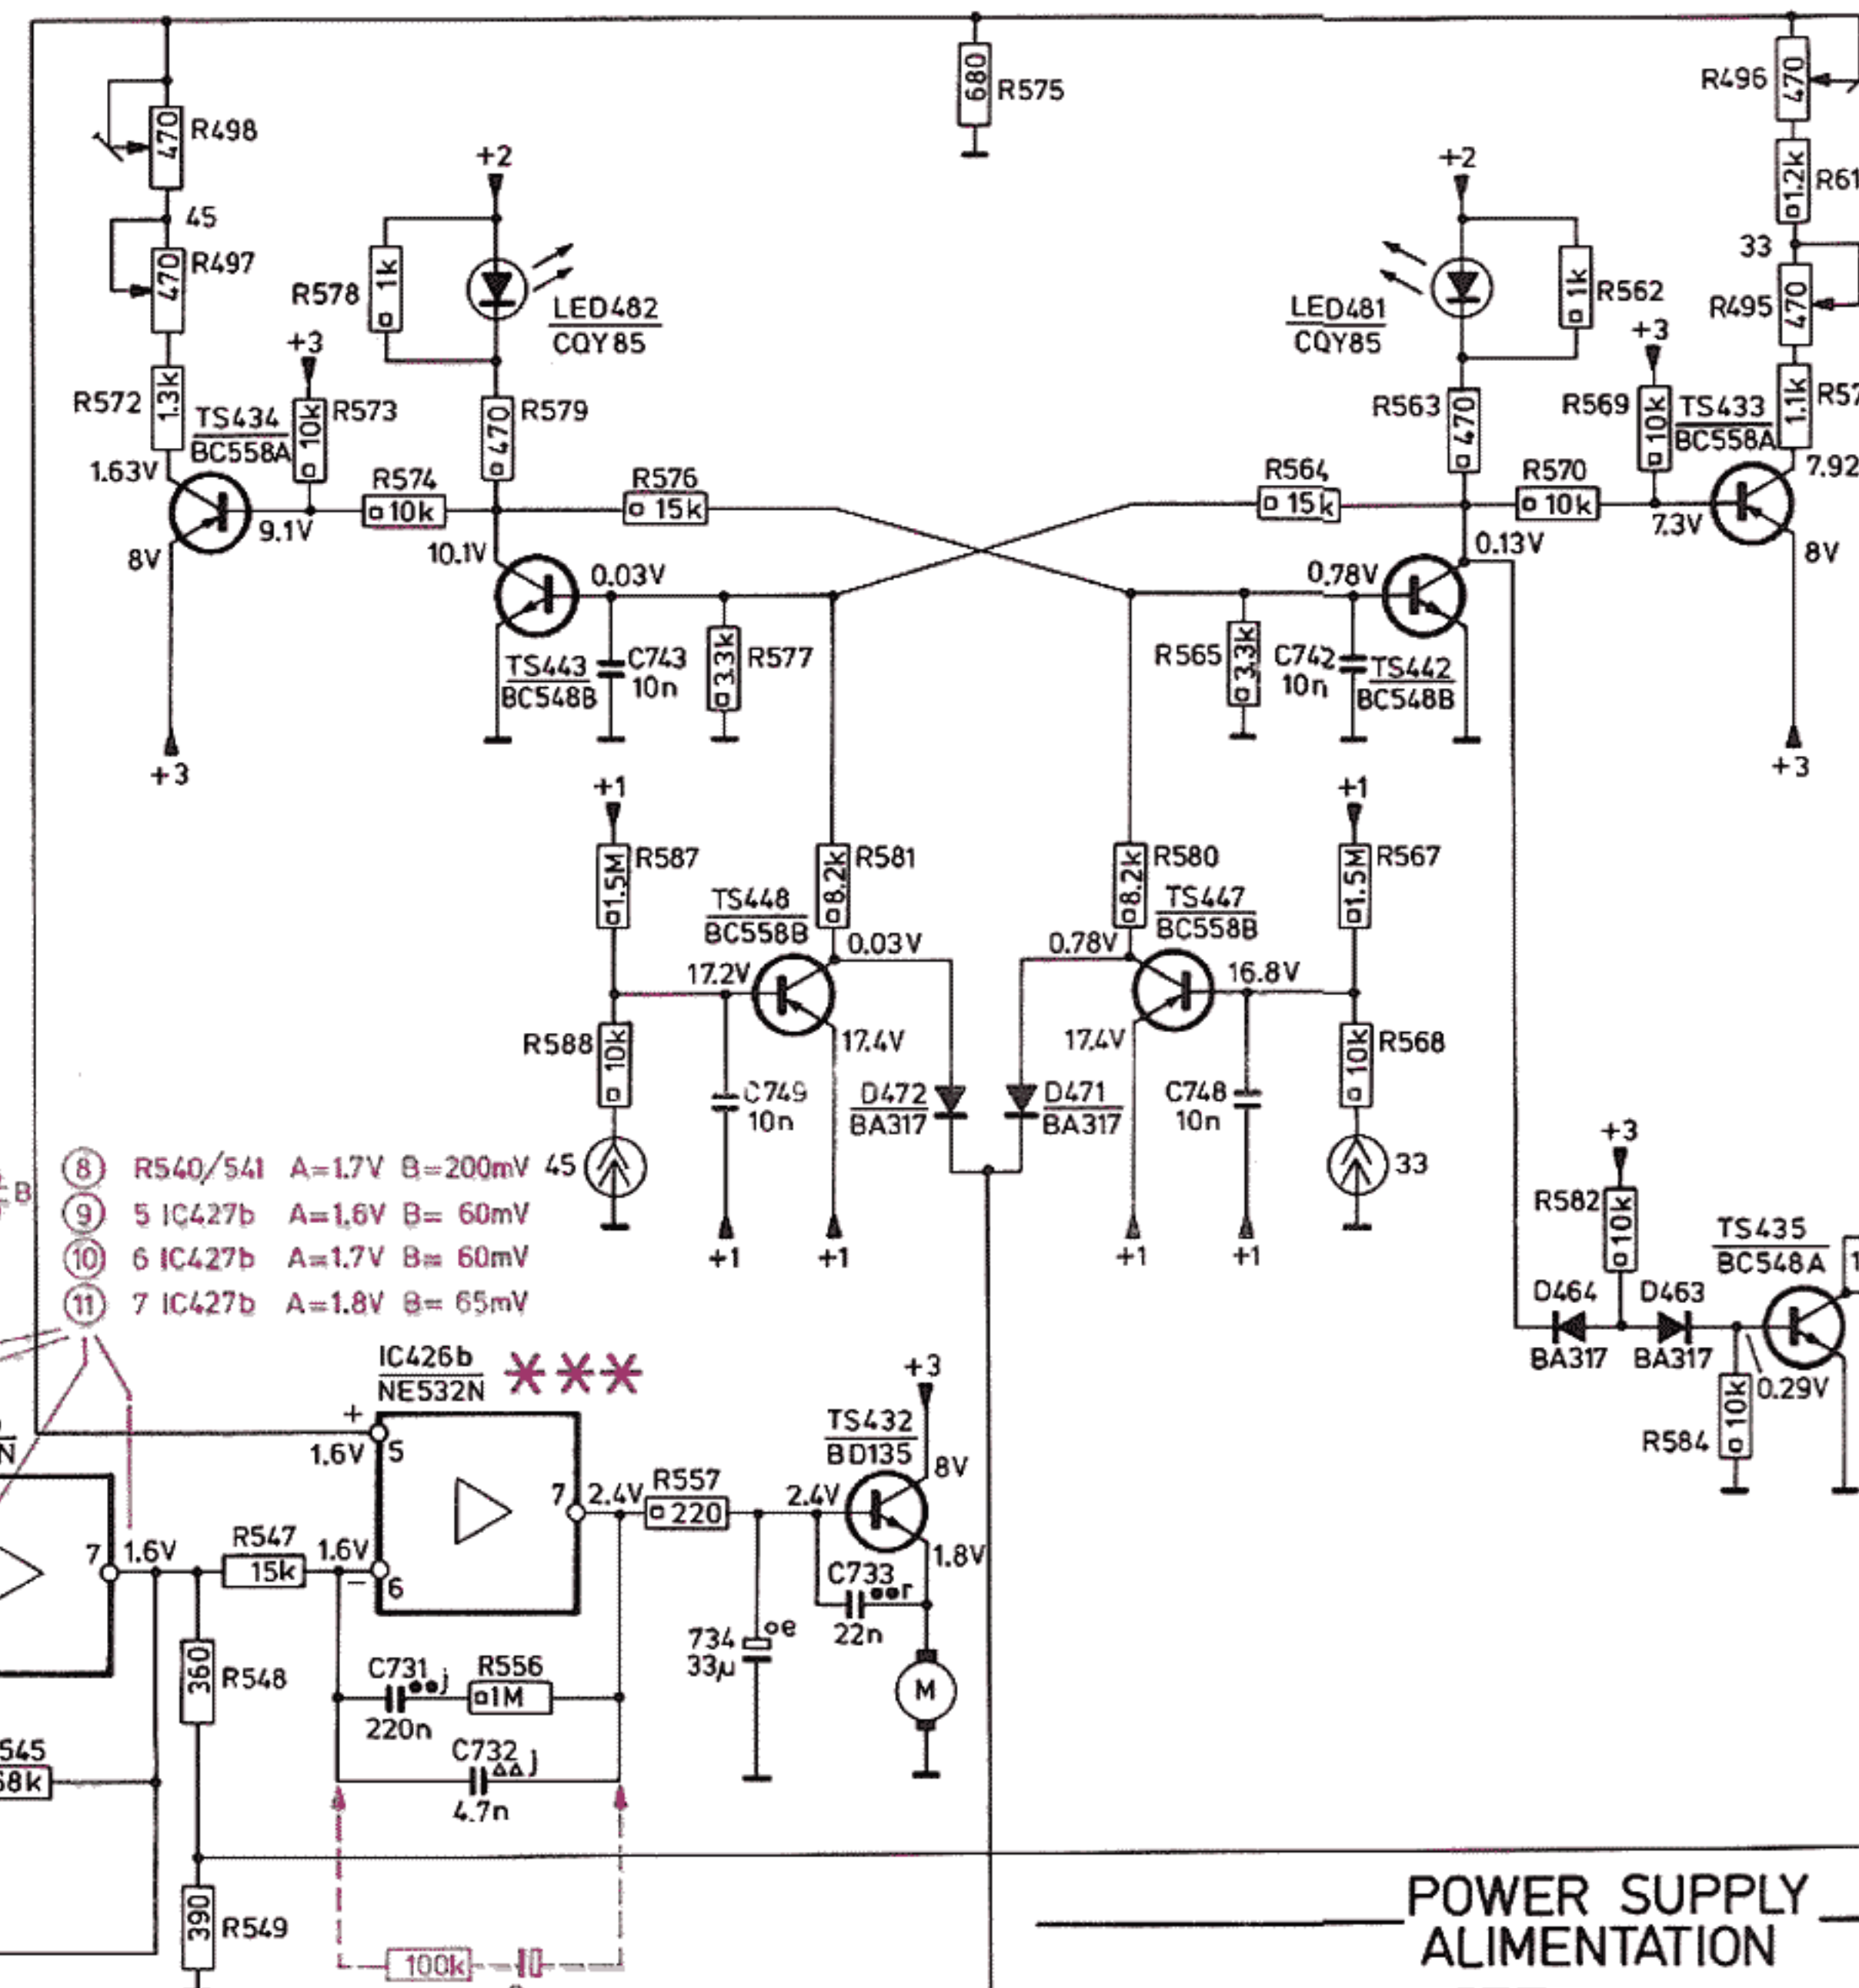 680
R575
R496
470
R498
470
+2
+2
1.2k
R61
45
33
R497
470
R578
1k
LED482
CQY85
LED481
CQY85
1k
R562
R495
470
+3
+3
R572
1.3k
TS434
BC558A
10k
R573
470
R579
R563
470
R569
10k
TS433
BC558A
1.1k
R57
1.63V
R574
10k
R576
15k
R564
15k
R570
10k
7.92
9.1V
7.3V
8V
10.1V
0.03V
0.78V
0.13V
8V
TS443
BC548B
C743
10n
3.3k
R577
R565
3.3k
C742
10n
TS442
BC548B
+3
+3
+1
+1
1.5M
R587
8.2k
R581
8.2k
R580
1.5M
R567
TS448
BC558B
TS447
BC558B
17.2V
0.03V
0.78V
16.8V
R588
10k
17.4V
17.4V
10k
R568
C749
10n
D472
BA317
D471
BA317
C748
10n
45
33
+1
+1
+1
+1
B
8 R540/541 A=1.7V B=200mV
9 5 IC427b A=1.6V B= 60mV
10 6 IC427b A=1.7V B= 60mV
11 7 IC427b A=1.8V B= 65mV
+3
R582
10k
TS435
BC548A
D464
BA317
D463
BA317
0.29V
R584
10k
IC426b
NE532N
***
+3
N
+
1.6V
5
TS432
BD135
8V
7
2.4V
R557
220
2.4V
7
1.6V
R547
15k
1.6V
–
6
1.8V
C733
r
22n
734
33µ
e
M
360
R548
C731
j
220n
R556
1M
545
68k
C732
j
4.7n
390
R549
100k
POWER SUPPLY
ALIMENTATION